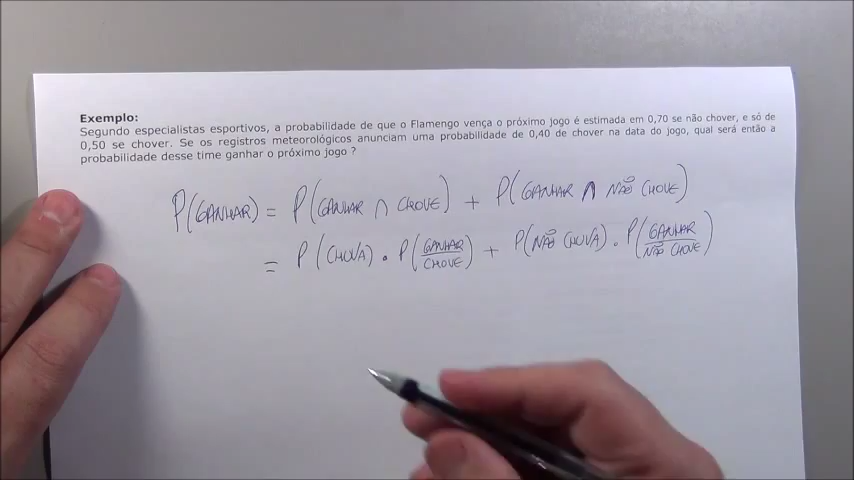 Exemplo:
Segundo especialistas esportivos, a probabilidade de que o Flamengo vença o próximo jogo é estimada em 0,70 se não chover, e só de
0,50 se chover. Se os registros meteorológicos anunciam uma probabilidade de 0,40 de chover na data do jogo, qual será então a
probabilidade desse time ganhar o próximo jogo ?
P(GANHAR) = P(GANHAR ∩ CHOVE) + P(GANHAR ∩ NÃO CHOVE)
= P(CHUVA) . P(GANHAR/CHOVE) + P(NÃO CHUVA) . P(GANHAR/NÃO CHOVE)